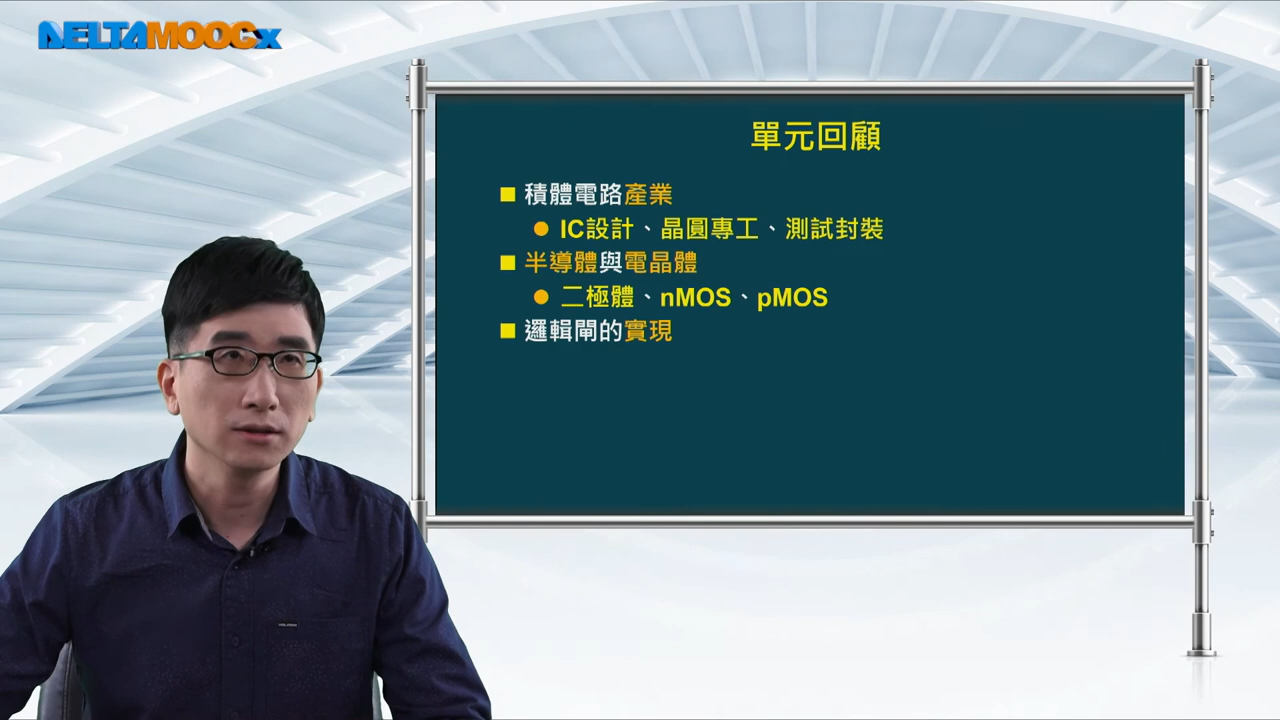 DELTAMOOCx
單元回顧
積體電路產業
IC設計、晶圓專工、測試封裝
半導體與電晶體
二極體、nMOS、pMOS
邏輯閘的實現